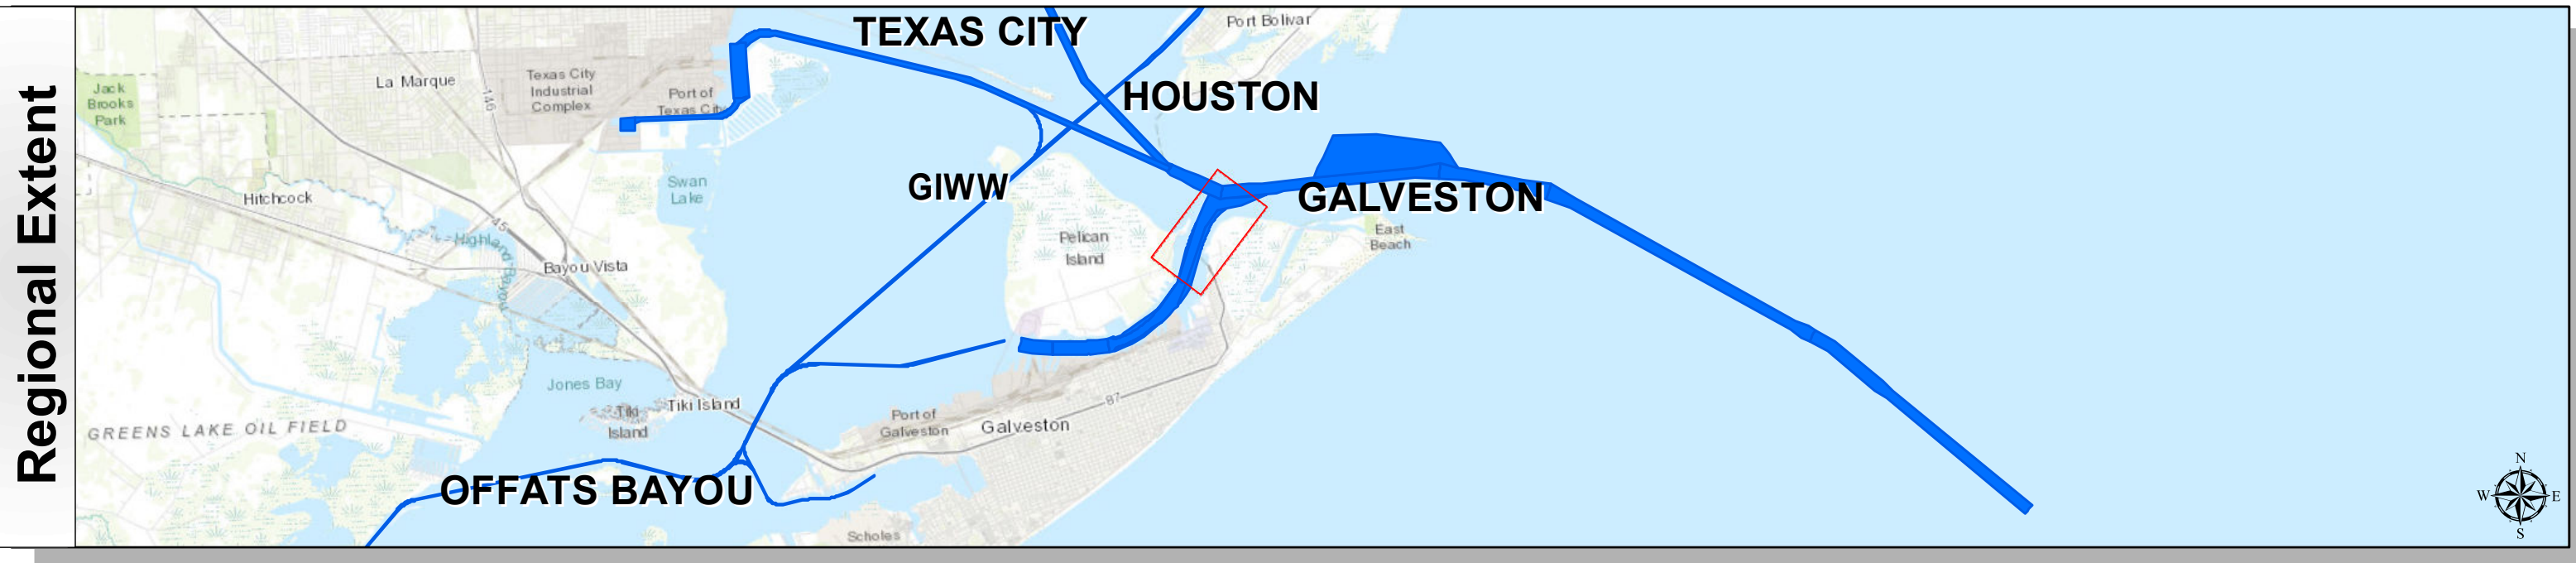 Regional Extent
TEXAS CITY
Port Bolivar
La Marque
Texas City
Industrial
Complex
146
Port of
Texas City
Jack
Brooks
Park
HOUSTON
Swan
Lake
GIWW
Hitchcock
GALVESTON
45
Highland Bayou
Pelican
Island
East
Beach
Bayou Vista
Jones Bay
Tiki Island
Tiki
Island
87
Port of
Galveston
Galveston
GREENS LAKE OIL FIELD
OFFATS BAYOU
Scholes
N
W
E
S